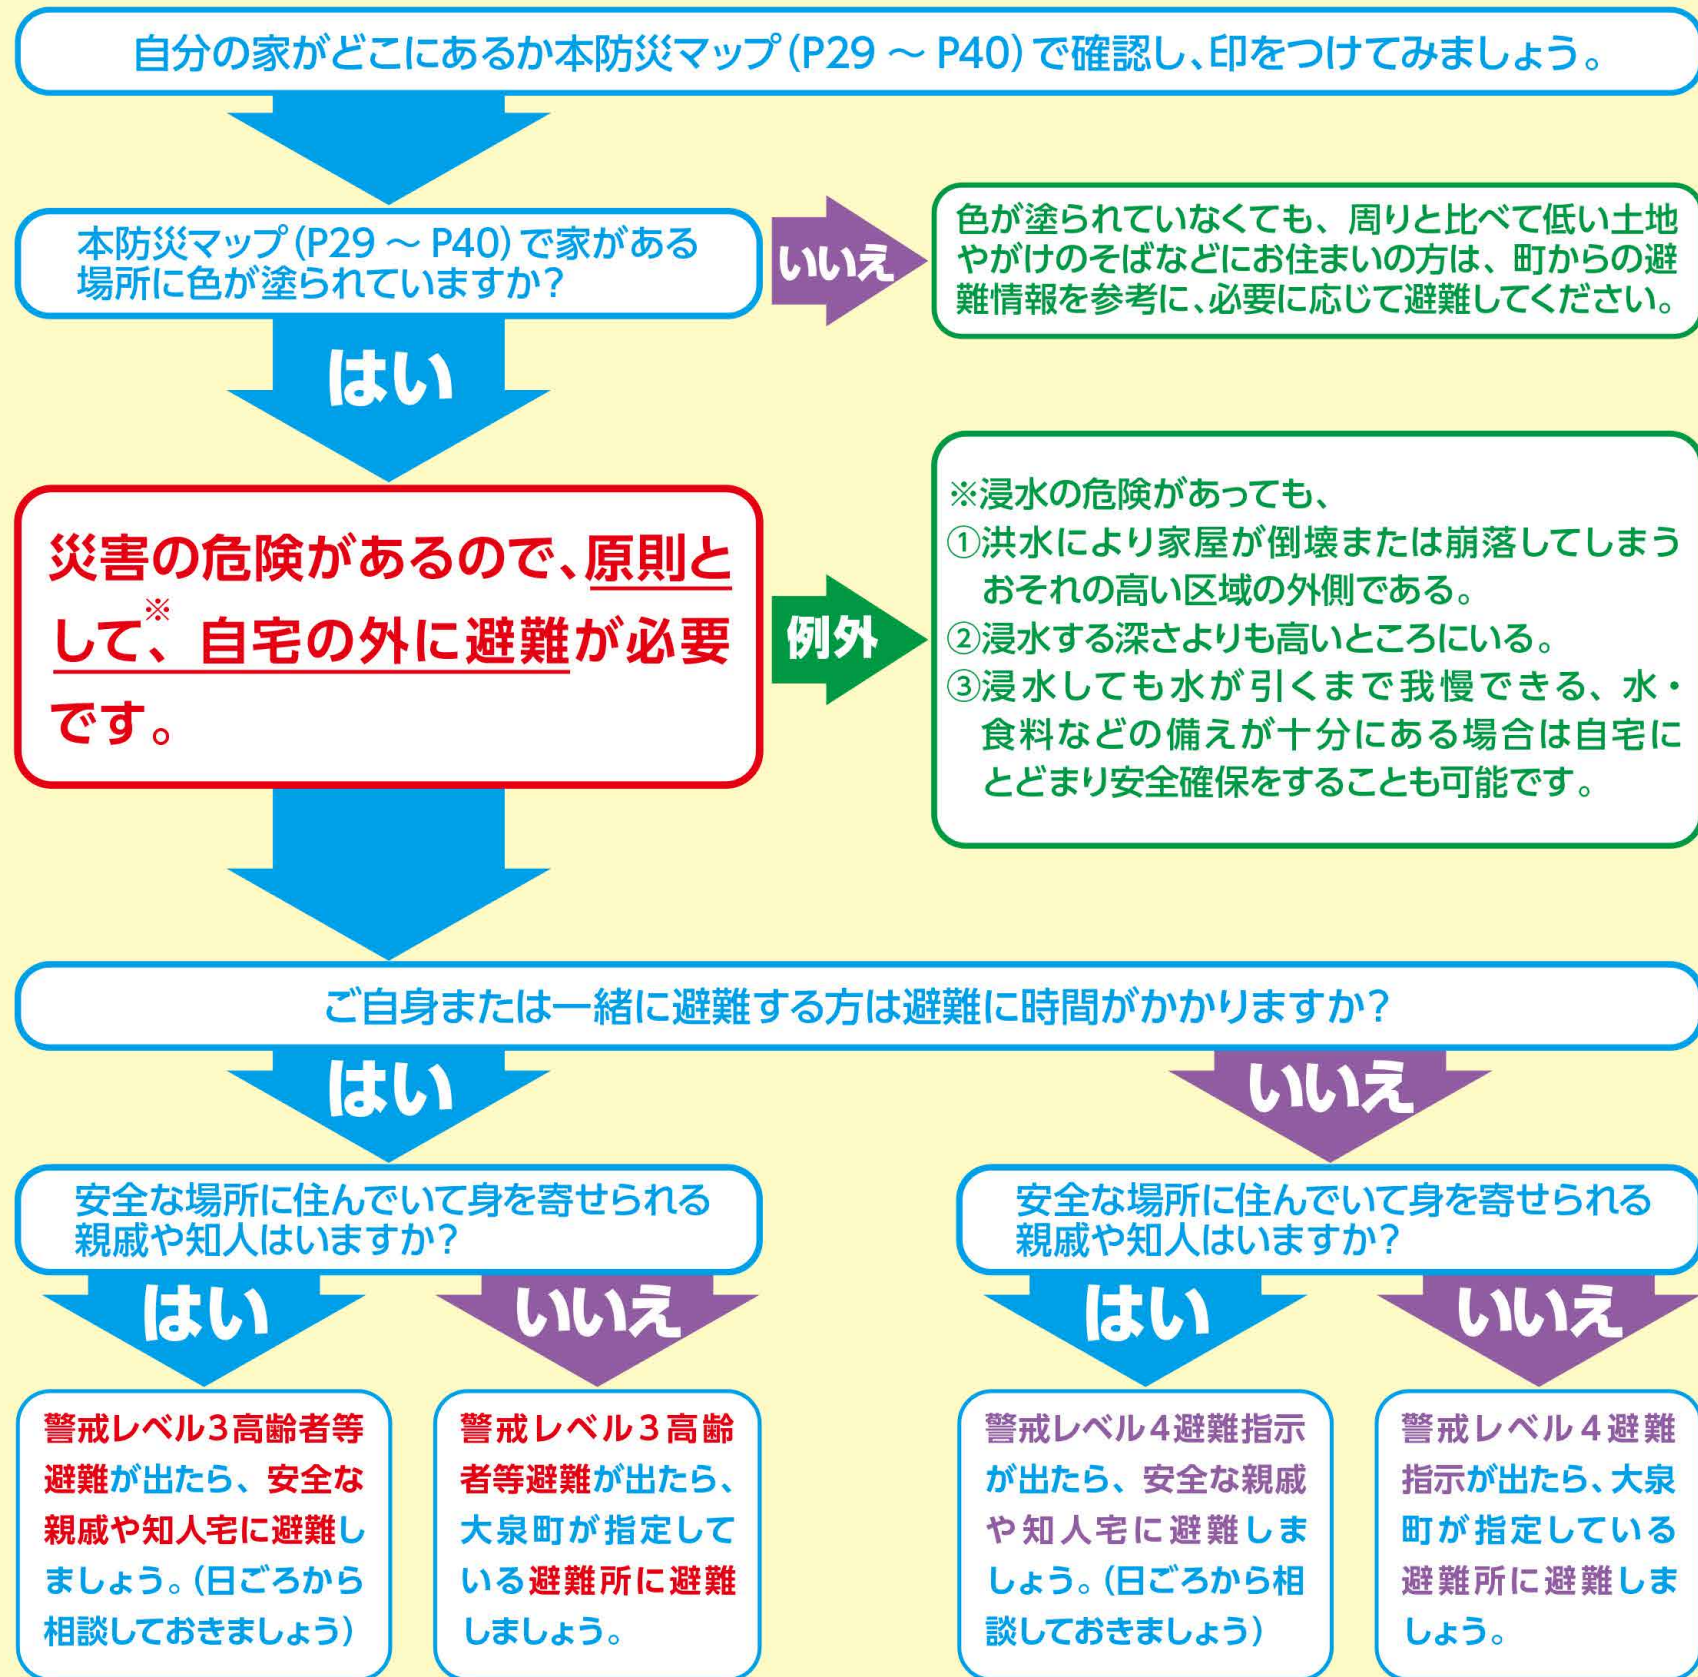 自分の家がどこにあるか本防災マップ(P29 ～ P40)で確認し、印をつけてみましょう。
本防災マップ(P29 ～ P40)で家がある
場所に色が塗られていますか？
いいえ
色が塗られていなくても、周りと比べて低い土地
やがけのそばなどにお住まいの方は、町からの避
難情報を参考に、必要に応じて避難してください。
はい
災害の危険があるので、原則と
して※、自宅の外に避難が必要
です。
例外
※浸水の危険があっても、
①洪水により家屋が倒壊または崩落してしまう
おそれの高い区域の外側である。
②浸水する深さよりも高いところにいる。
③浸水しても水が引くまで我慢できる、水・
食料などの備えが十分にある場合は自宅に
とどまり安全確保をすることも可能です。
ご自身または一緒に避難する方は避難に時間がかかりますか？
はい
いいえ
安全な場所に住んでいて身を寄せられる
親戚や知人はいますか？
はい
いいえ
警戒レベル3高齢者等
避難が出たら、安全な
親戚や知人宅に避難し
ましょう。(日ごろから
相談しておきましょう)
警戒レベル3高齢
者等避難が出たら、
大泉町が指定して
いる避難所に避難
しましょう。
安全な場所に住んでいて身を寄せられる
親戚や知人はいますか？
はい
いいえ
警戒レベル4避難指示
が出たら、安全な親戚
や知人宅に避難しま
しょう。(日ごろから相
談しておきましょう)
警戒レベル4避難
指示が出たら、大泉
町が指定している
避難所に避難しま
しょう。